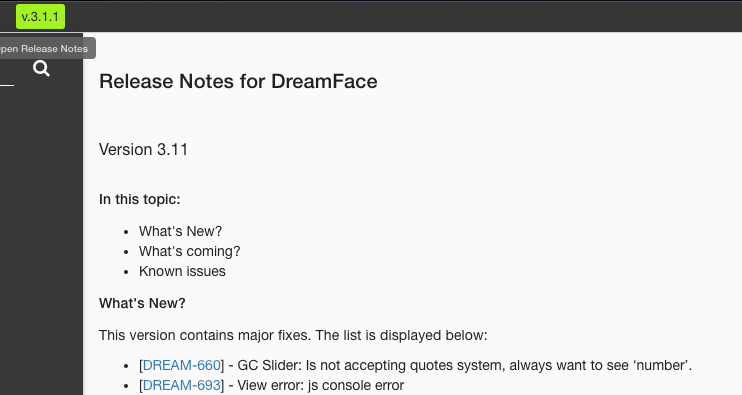 v.3.1.1
pen Release Notes
Release Notes for DreamFace
Version 3.11
In this topic:
• What's New?
• What's coming?
• Known issues
What's New?
This version contains major fixes. The list is displayed below:
• [DREAM-660] - GC Slider: Is not accepting quotes system, always want to see ‘number’.
• [DREAM-693] - View error: js console error